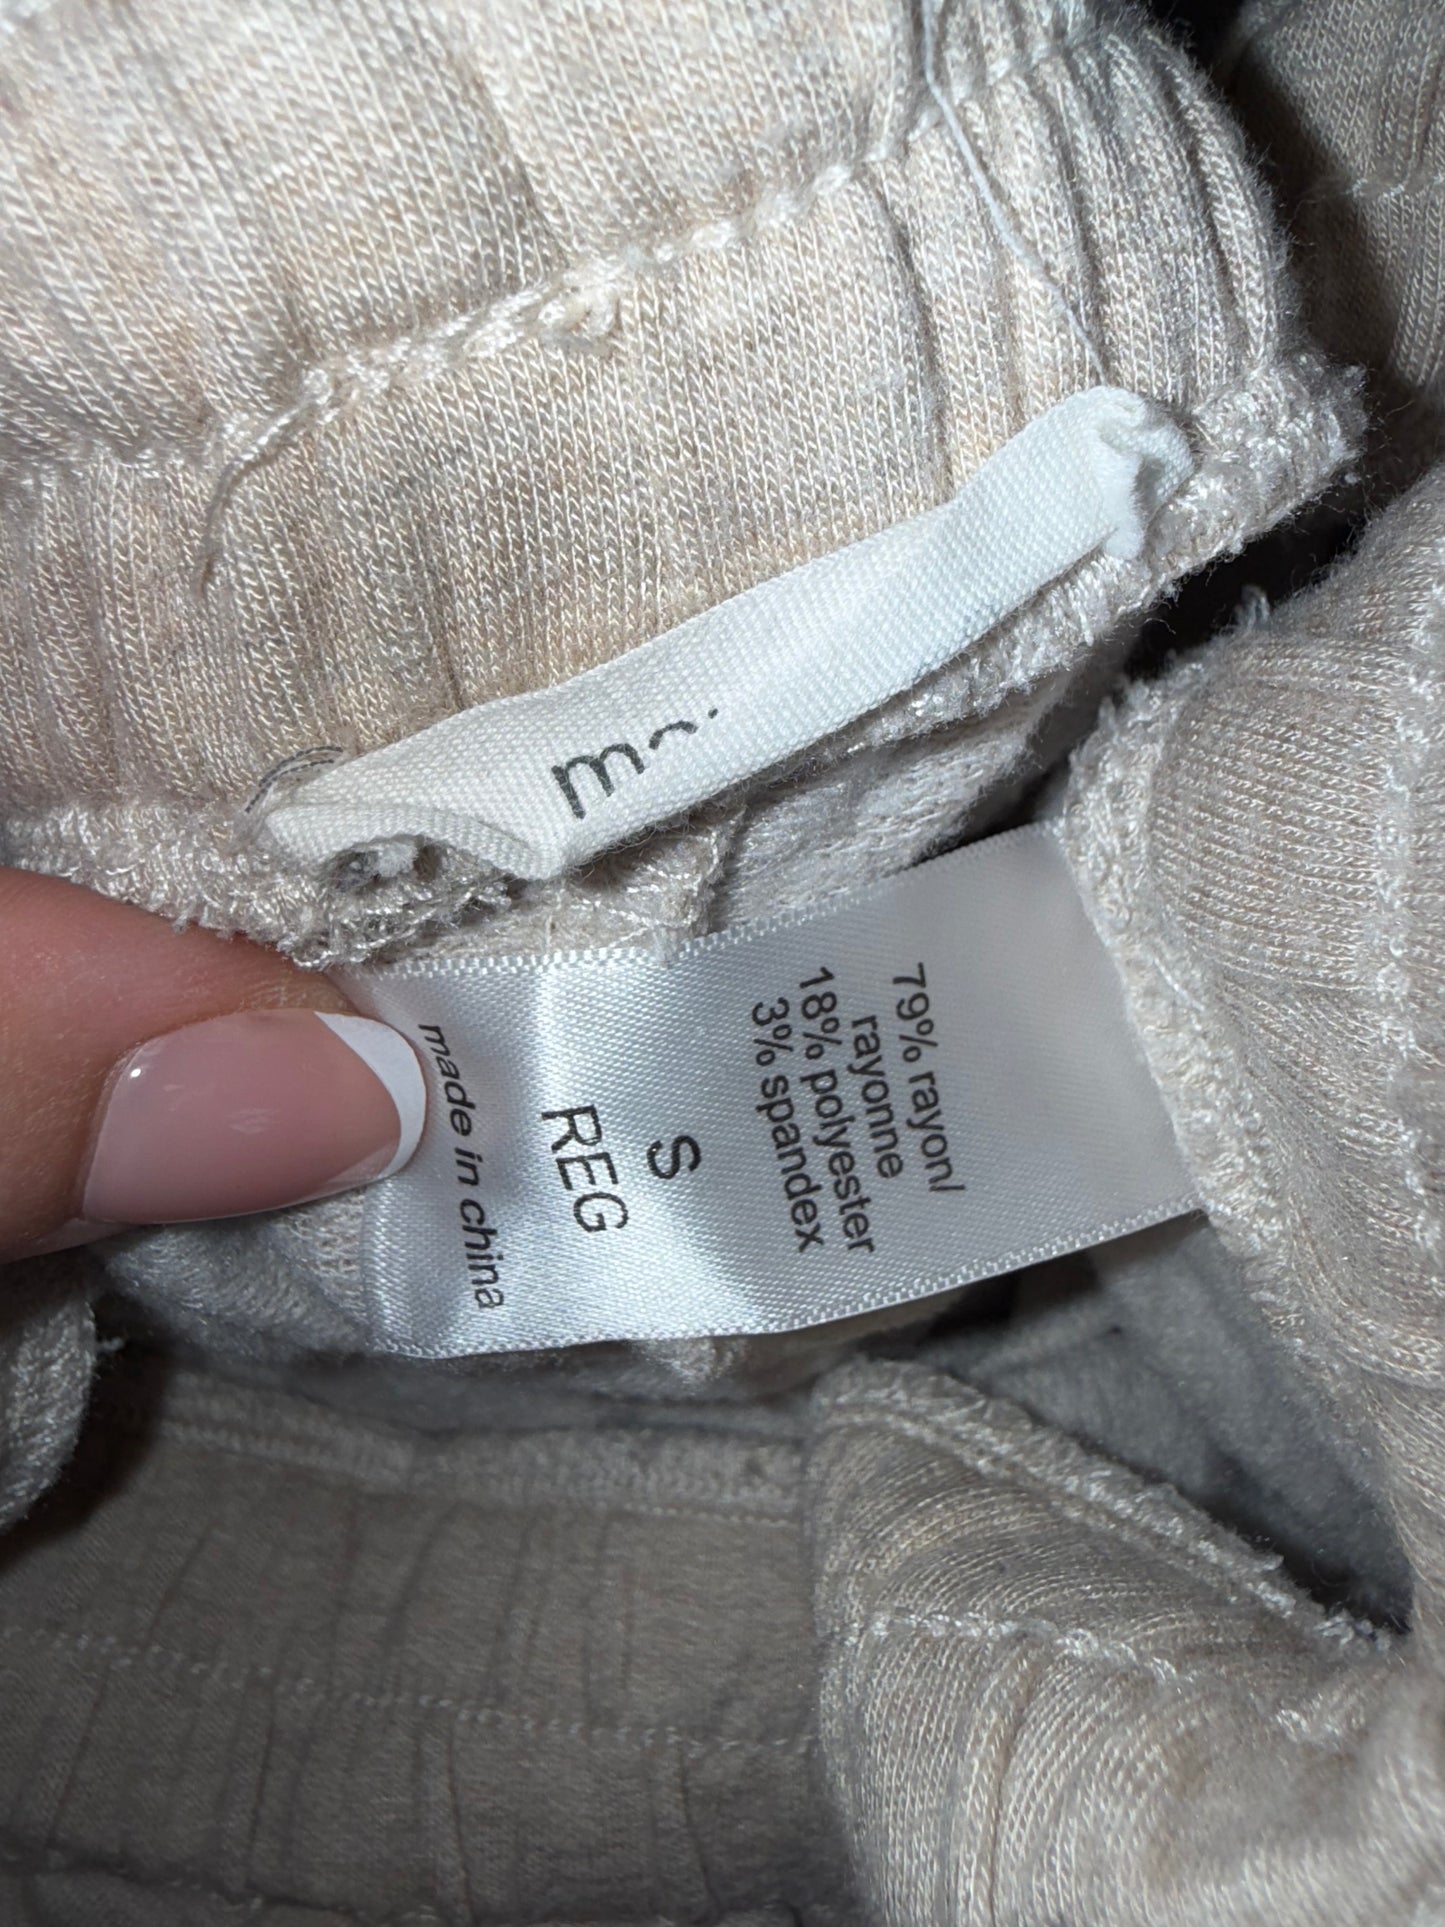 79% rayon/
rayonne
18% polyester
3% spandex
S
REG
made in china